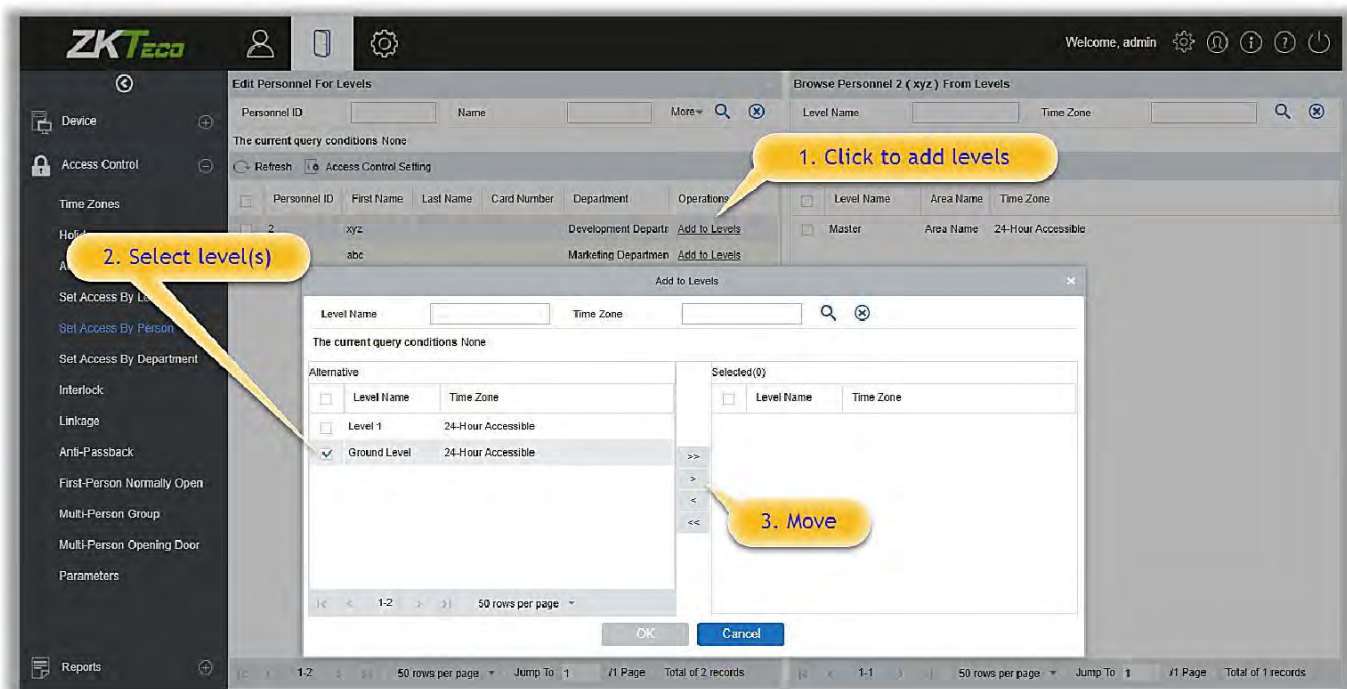 ZKTeco
Welcome, admin
Edit Personnel For Levels
Browse Personnel 2 ( xyz ) From Levels
Device
Personnel ID
Name
More
Level Name
Time Zone
The current query conditions None
1. Click to add levels
Access Control
Refresh
Access Control Setting
Personnel ID First Name Last Name Card Number Department Operations
Level Name Area Name Time Zone
Time Zones
2 xyz Development Departr Add to Levels
Master Area Name 24-Hour Accessible
abc Marketing Departmen Add to Levels
2. Select level(s)
Add to Levels
Set Access By
Level Name
Time Zone
Set Access By Person
The current query conditions None
Set Access By Department
Alternative
Selected(0)
Interlock
Level Name Time Zone
Level Name Time Zone
Linkage
Level 1 24-Hour Accessible
Anti-Passback
Ground Level 24-Hour Accessible
>>
First-Person Normally Open
>
<
Multi-Person Group
<<
3. Move
Multi-Person Opening Door
Parameters
|< < 1-2 > >| 50 rows per page
OK
Cancel
Reports
|< < 1-2 > >| 50 rows per page Jump To 1 /1 Page Total of 2 records
|< < 1-1 > >| 50 rows per page Jump To 1 /1 Page Total of 1 records